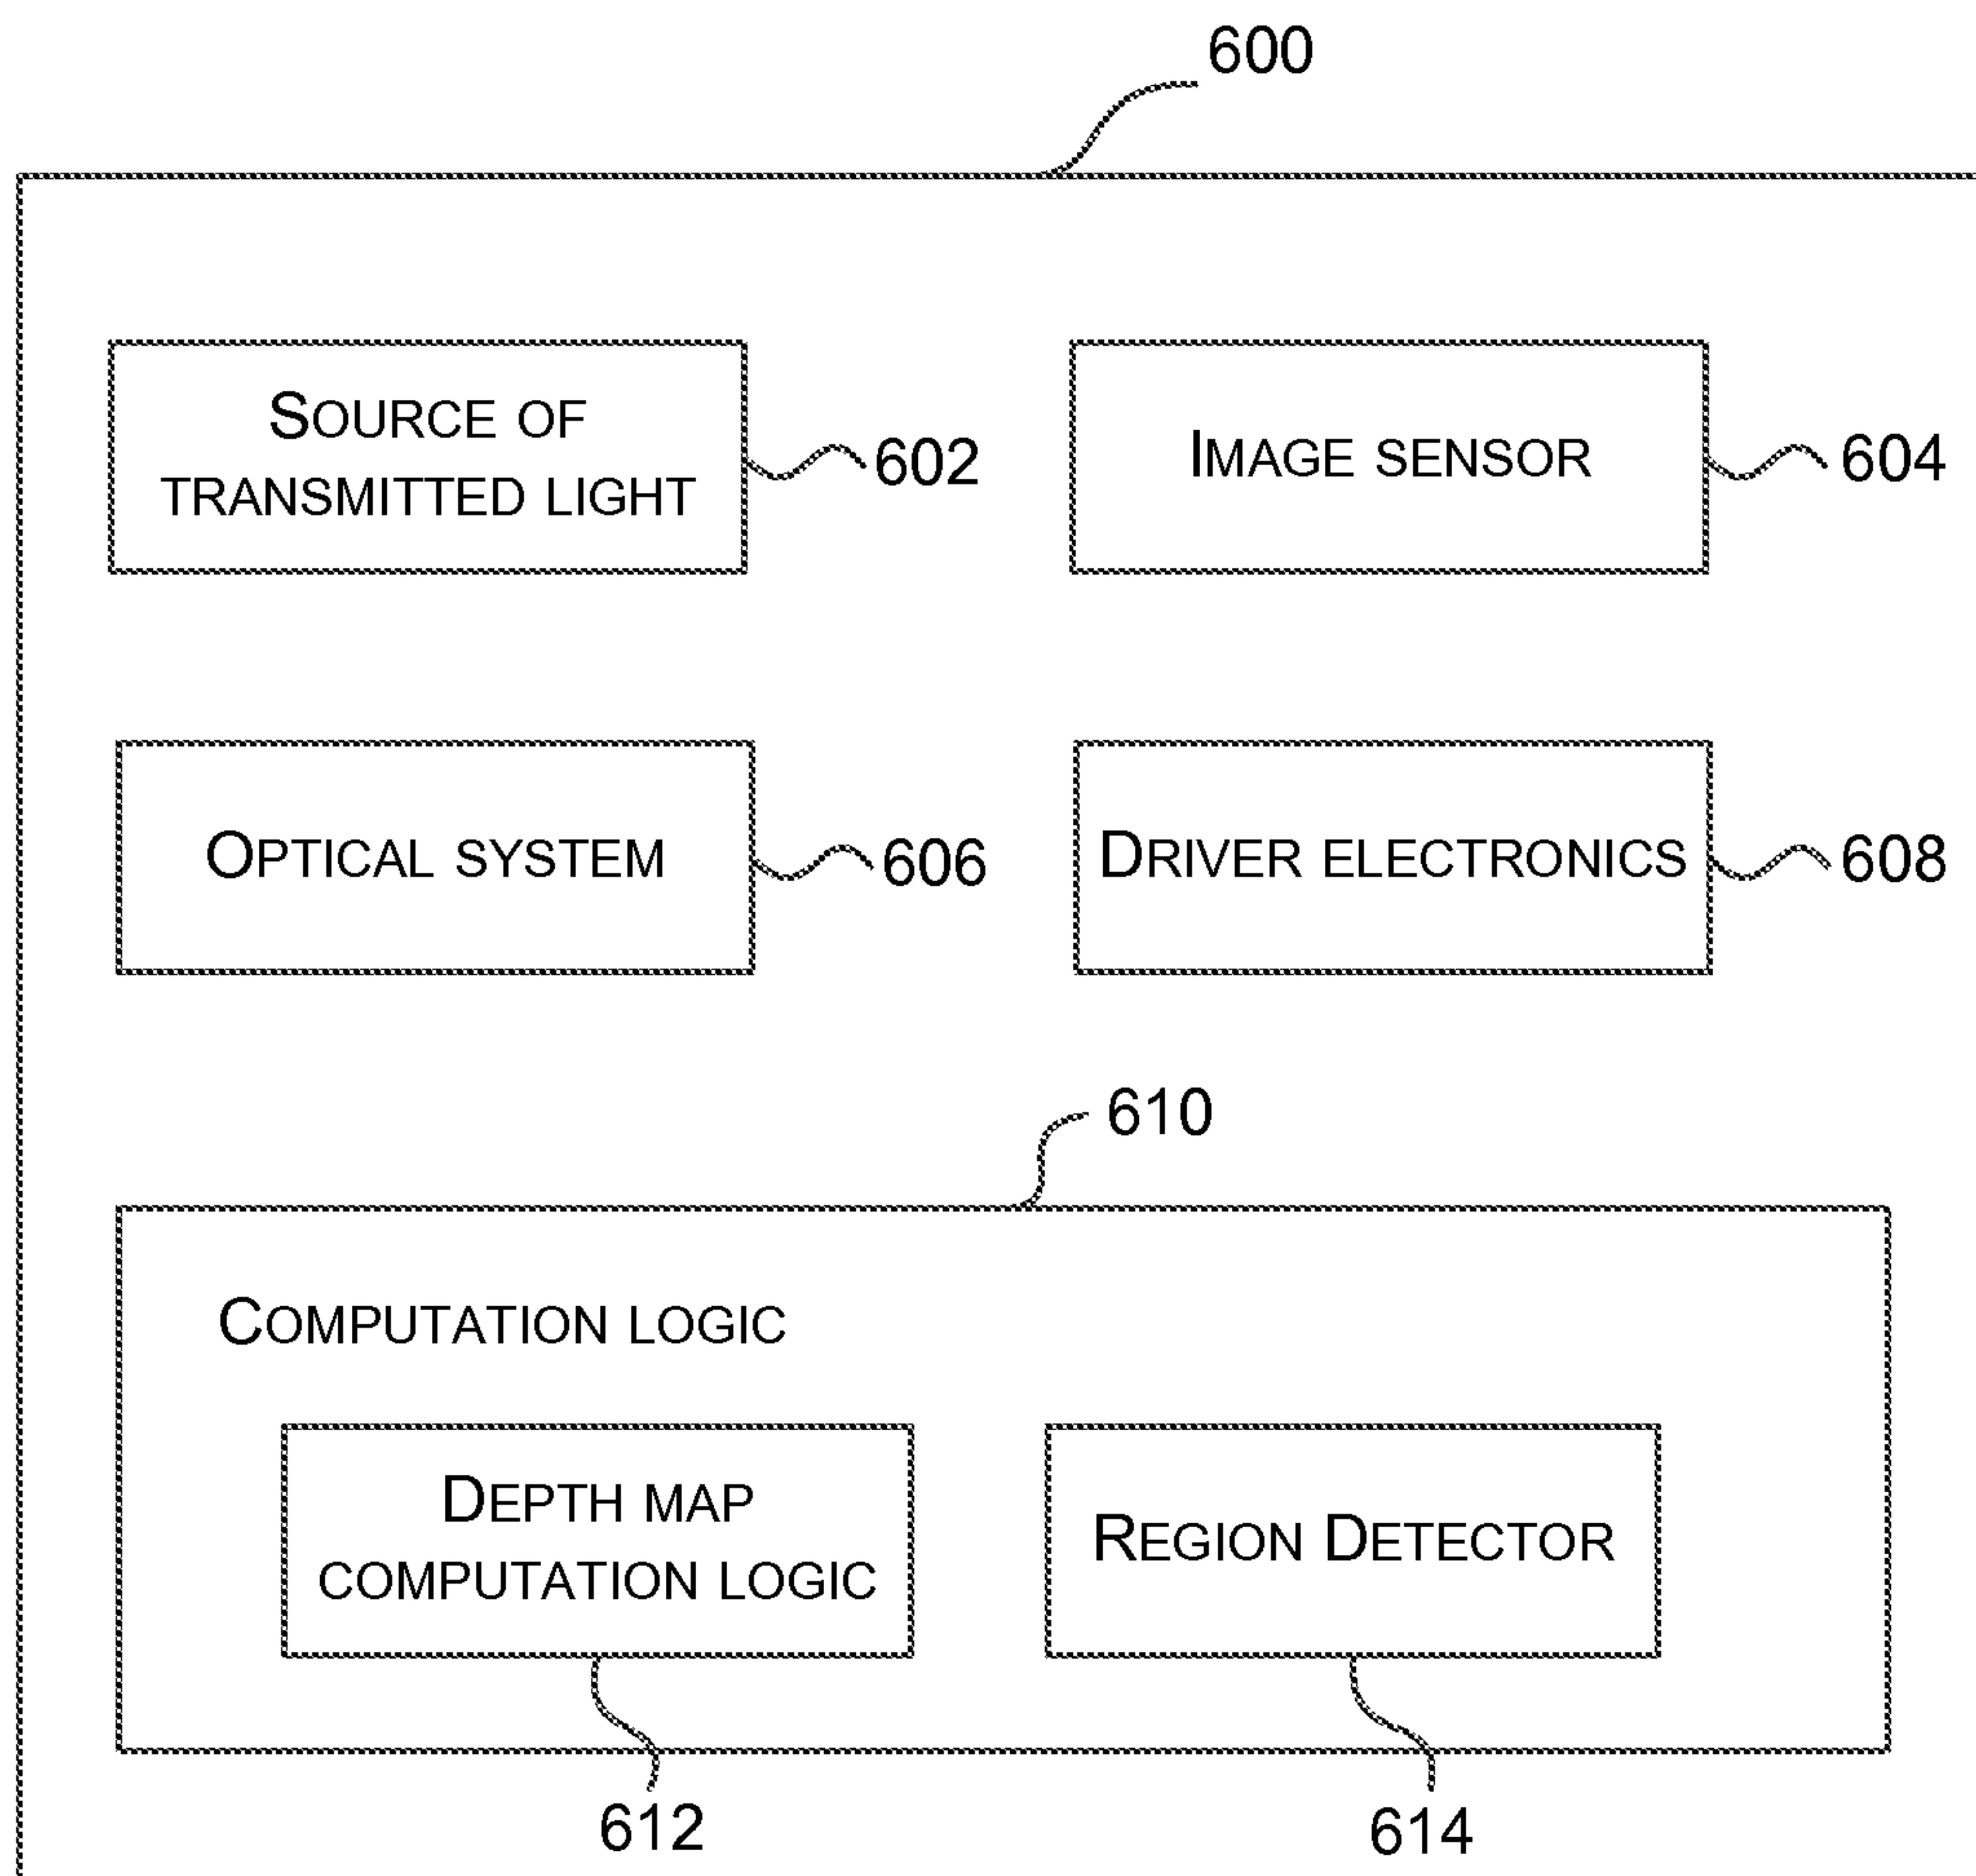 600
SOURCE OF
TRANSMITTED LIGHT
602
IMAGE SENSOR
604
OPTICAL SYSTEM
606
DRIVER ELECTRONICS
608
610
COMPUTATION LOGIC
DEPTH MAP
COMPUTATION LOGIC
REGION DETECTOR
612
614